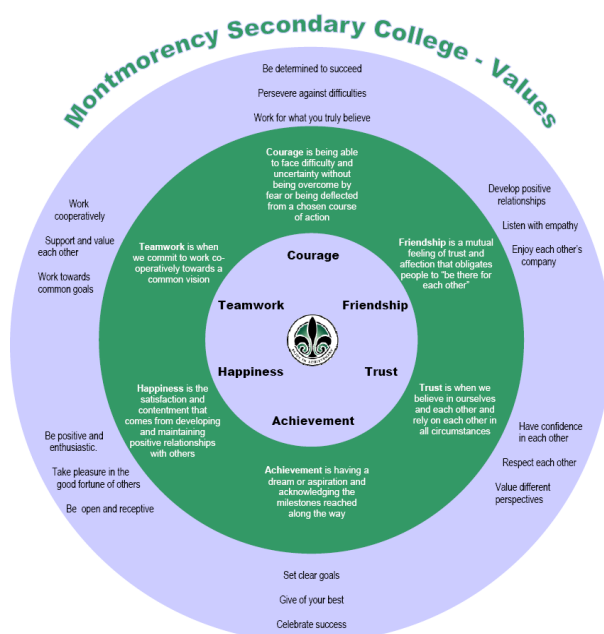 Montmorency Secondary College - Values
Be determined to succeed
Persevere against difficulties
Work for what you truly believe
Courage is being able
to face difficulty and
uncertainty without
being overcome by
fear or being deflected
from a chosen course
of action
Develop positive
relationships
Listen with empathy
Enjoy each other's
company
Friendship is a mutual
feeling of trust and
affection that obligates
people to "be there for
each other"
Have confidence
in each other
Respect each other
Value different
perspectives
Trust is when we
believe in ourselves
and each other and
rely on each other in
all circumstances
Set clear goals
Give of your best
Celebrate success
Achievement is having a
dream or aspiration and
acknowledging the
milestones reached
along the way
Be positive and
enthusiastic.
Take pleasure in the
good fortune of others
Be open and receptive
Happiness is the
satisfaction and
contentment that
comes from developing
and maintaining
positive relationships
with others
Work
cooperatively
Support and value
each other
Work towards
common goals
Teamwork is when
we commit to work co-
operatively towards a
common vision
Courage
Friendship
Trust
Achievement
Happiness
Teamwork